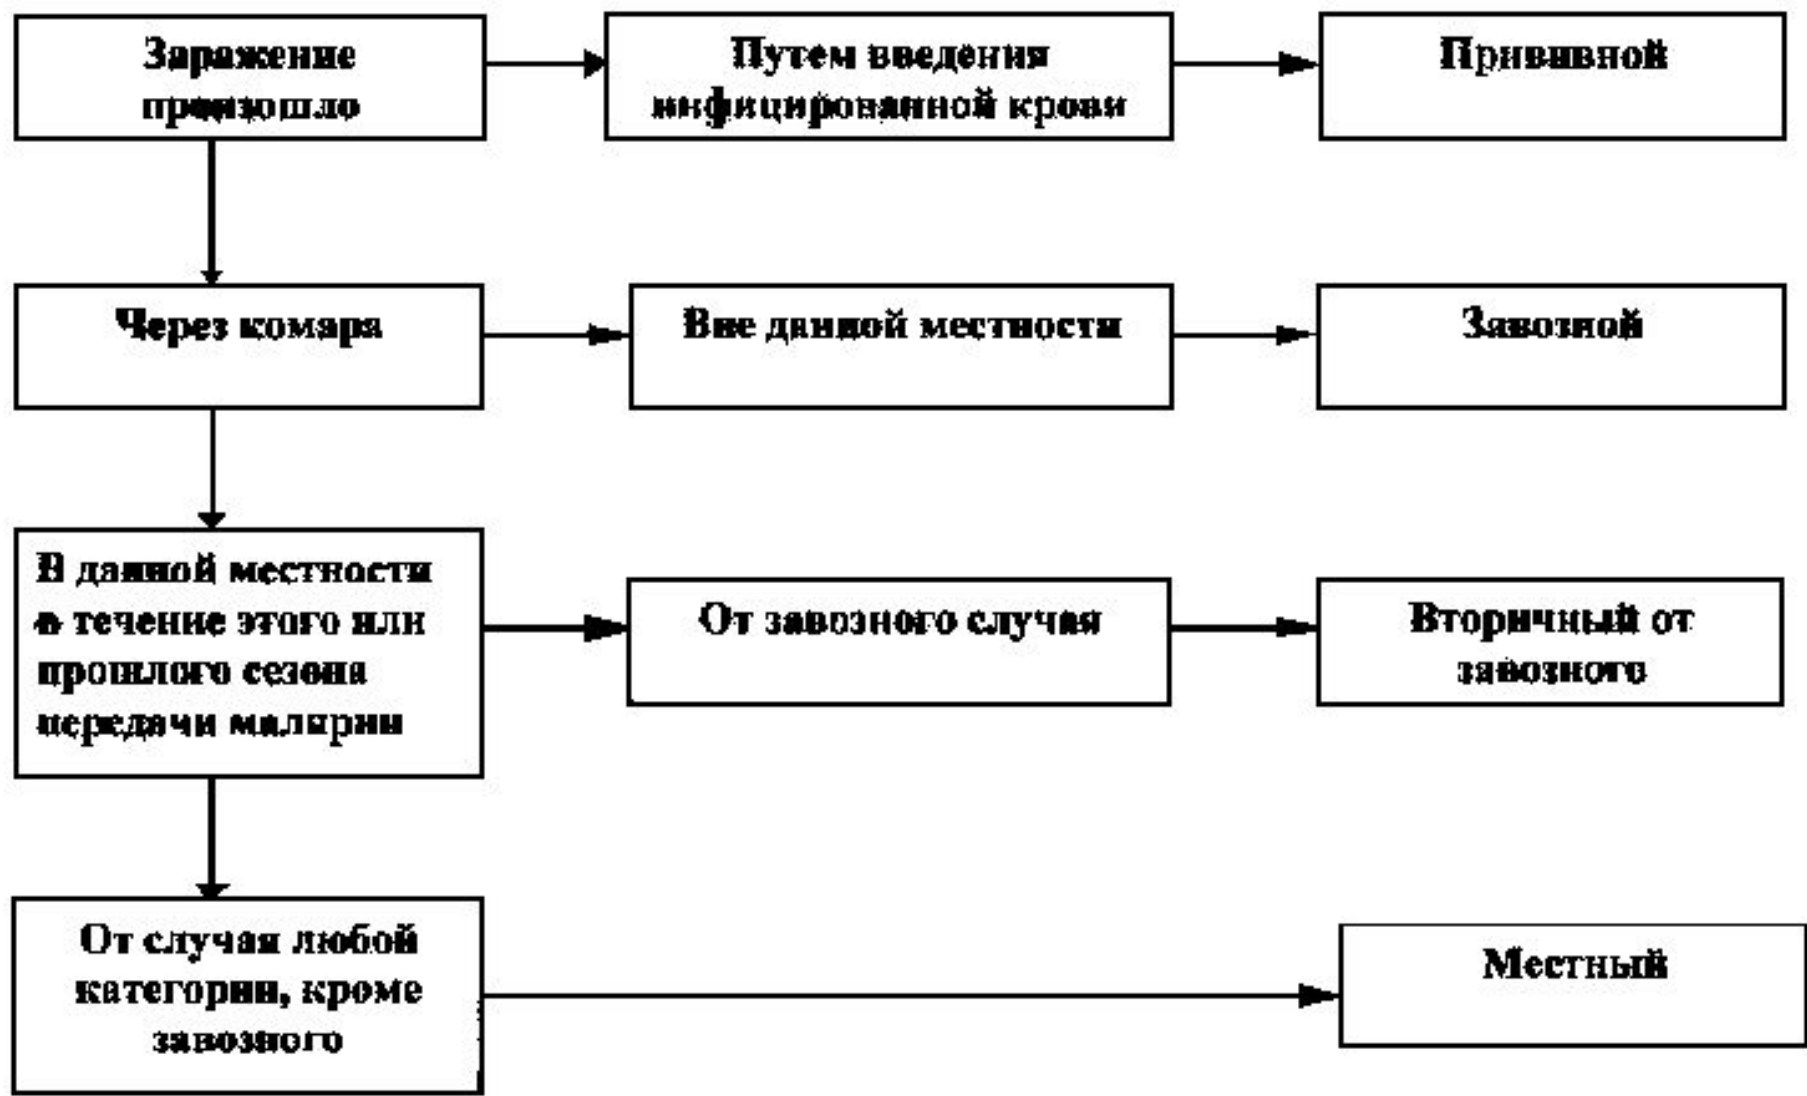 Заражение
произошло
Путем введения
инфицированной крови
Прививной
Через комара
Вне данной местности
Завозной
В данной местности
в течение этого или
прошлого сезона
передачи малярии
От завозного случая
Вторичный от
завозного
От случая любой
категории, кроме
завозного
Местный